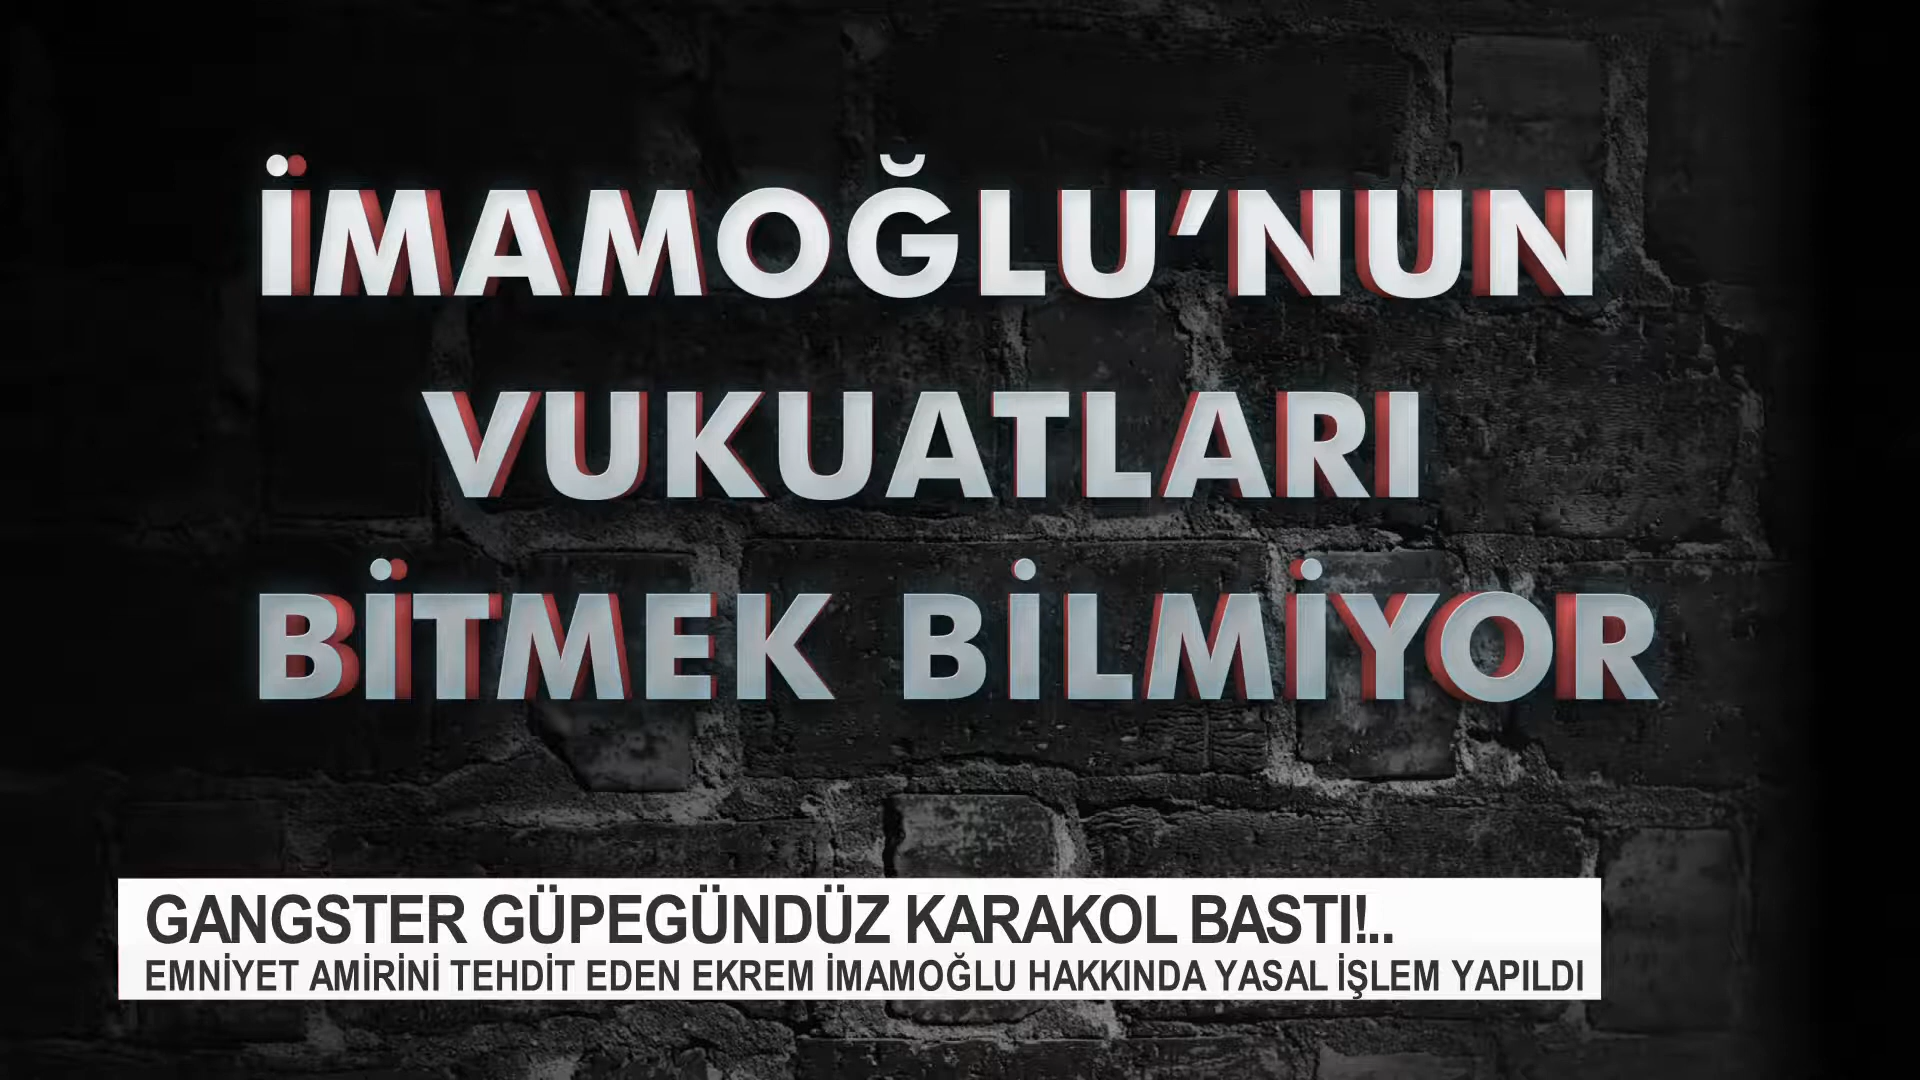 İMAMOĞLU'NUN
VUKUATLARI
BİTMEK BİLMİYOR
GANGSTER GÜPEGÜNDÜZ KARAKOL BASTI!..
EMNİYET AMİRİNİ TEHDİT EDEN EKREM İMAMOĞLU HAKKINDA YASAL İŞLEM YAPILDI